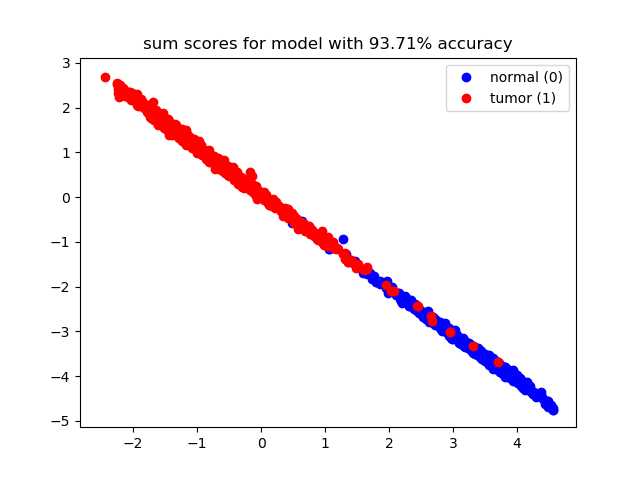 sum scores for model with 93.71% accuracy
normal (0)
tumor (1)
3
2
1
0
−1
−2
−3
−4
−5
−2 −1 0 1 2 3 4